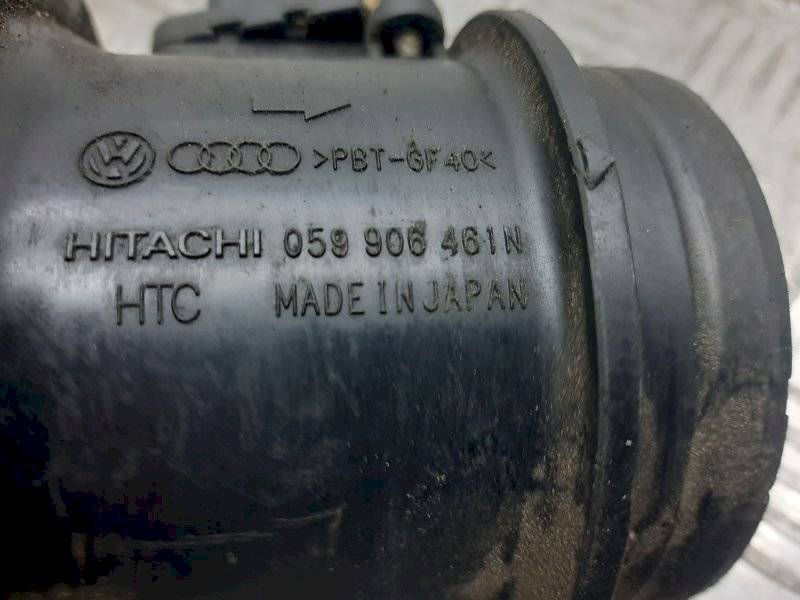 >PBT-GF40<
HITACHI 059 906 461N
HTC MADE IN JAPAN